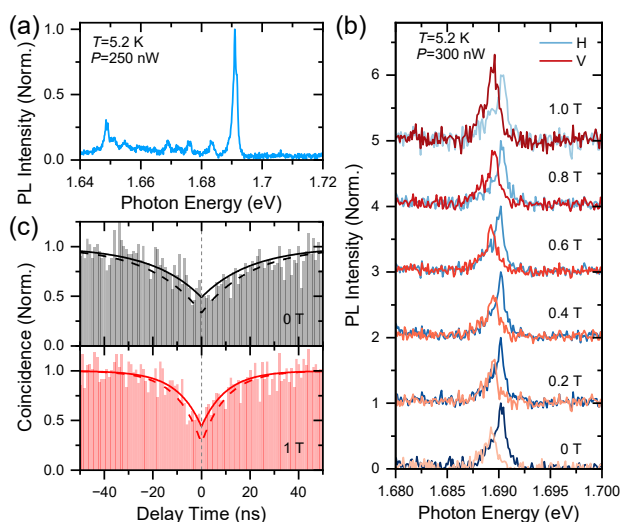 (a)
T=5.2 K
P=250 nW
PL Intensity (Norm.)
1.0
0.5
0.0
1.64 1.66 1.68 1.7 1.72
Photon Energy (eV)
(b)
T=5.2 K
P=300 nW
H
V
PL Intensity (Norm.)
6
5
4
3
2
1
0
1.0 T
0.8 T
0.6 T
0.4 T
0.2 T
0 T
1.680 1.685 1.690 1.695 1.700
Photon Energy (eV)
(c)
Coincidence (Norm.)
1.0
0.5
0.0
0 T
1.0
0.5
0.0
1 T
−40 −20 0 20 40
Delay Time (ns)